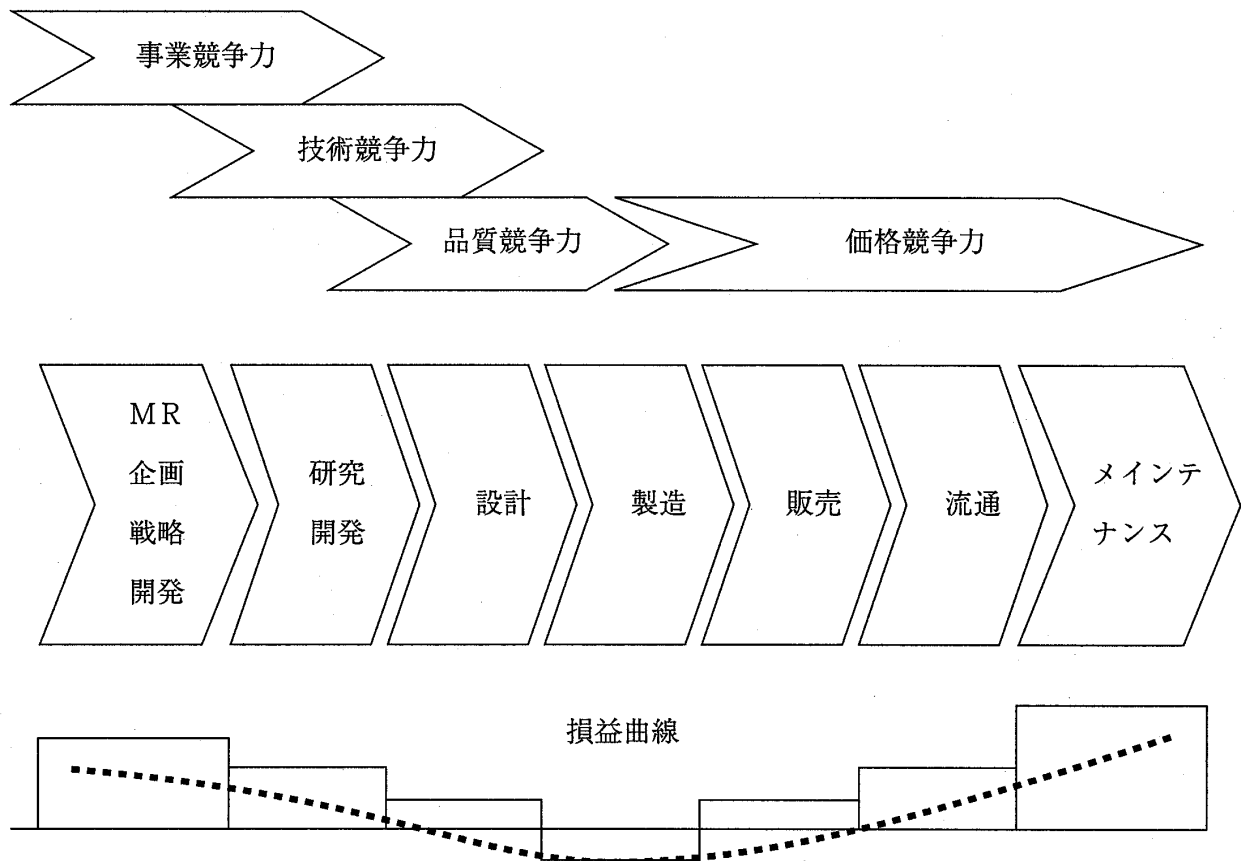 事業競争力
技術競争力
品質競争力
価格競争力
ＭＲ
企画
戦略
開発
研究
開発
設計
製造
販売
流通
メインテ
ナンス
損益曲線